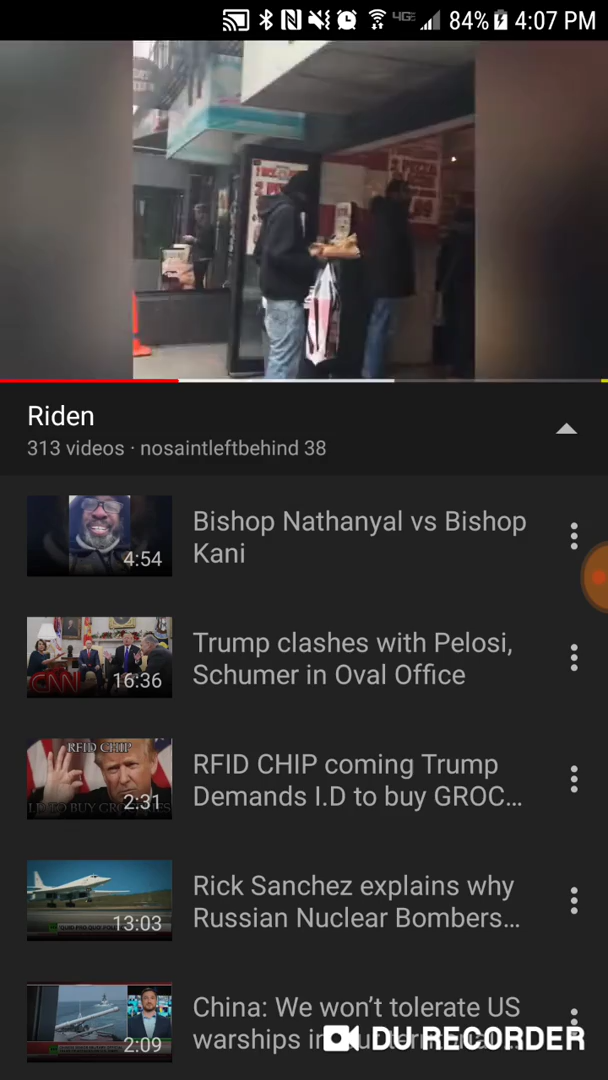 4GE 84% 4:07 PM
Riden
313 videos · nosaintleftbehind 38
Bishop Nathanyal vs Bishop
Kani
4:54
Trump clashes with Pelosi,
Schumer in Oval Office
CNN
16:36
RFID CHIP
RFID CHIP coming Trump
Demands I.D to buy GROC...
2:31
Rick Sanchez explains why
Russian Nuclear Bombers...
13:03
China: We won't tolerate US
warships in
2:09
DU RECORDER